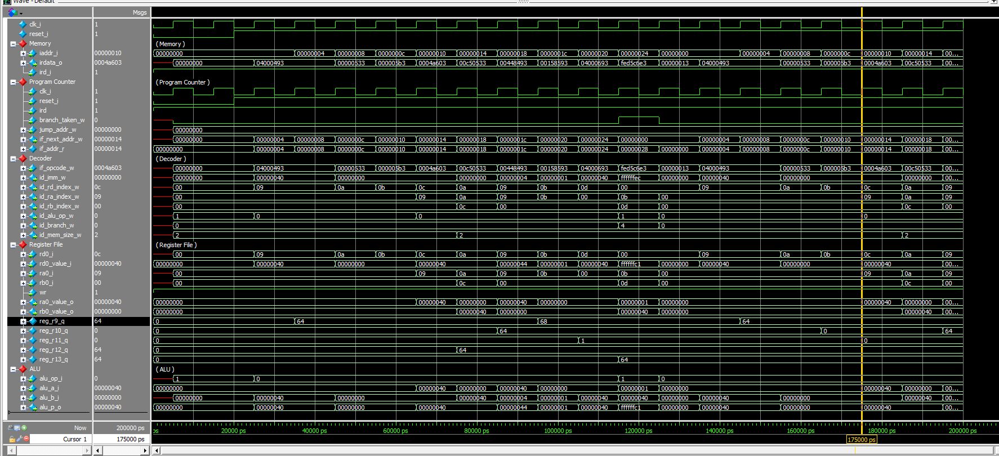 Wave - Default
Msgs
clk_i 1
reset_i 1
Memory (Memory)
iaddr_i 00000010 00000000 00000004 00000008 0000000c 00000010 00000014 00000018 0000001c 00000020 00000024 00000000 00000004 00000008 0000000c 00000010 00000014 00...
irdata_o 0004a603 00000000 04000493 00000533 000005b3 0004a603 00c50533 00448493 00158593 04000693 fed5c6e3 00000013 04000493 00000533 000005b3 0004a603 00c50533 00...
ird_i 1
Program Counter (Program Counter)
clk_i 1
reset_i 1
ird 1
branch_taken_w 0
jump_addr_w 00000000 00000000
if_next_addr_w 00000014 00000000 00000004 00000008 0000000c 00000010 00000014 00000018 0000001c 00000020 00000024 00000000 00000004 00000008 0000000c 00000010 00000014 00000018 00...
if_addr_r 00000014 00000000 00000004 00000008 0000000c 00000010 00000014 00000018 0000001c 00000020 00000024 00000028 00000000 00000004 00000008 0000000c 00000010 00000014 00000018 00...
Decoder (Decoder)
if_opcode_w 0004a603 00000000 04000493 00000533 000005b3 0004a603 00c50533 00448493 00158593 04000693 fed5c6e3 00000013 04000493 00000533 000005b3 0004a603 00c50533 00...
id_imm_w 00000000 00000000 00000040 00000000 00000000 00000004 00000001 00000040 ffffffec 00000000 00000040 00000000 00000000 00...
id_rd_index_w 0c 00 09 0a 0b 0c 0a 09 0b 0d 00 09 0a 0b 0c 0a 09
id_ra_index_w 09 00 09 0a 09 0b 00 0b 00 09 0a 09
id_rb_index_w 00 00 0c 00 0d 00 0c 00
id_alu_op_w 0 1 0 0 1 0 0
id_branch_w 0 0 4 0
id_mem_size_w 2 2 2 2
Register File (Register File)
rd0_i 0c 00 09 0a 0b 0c 0a 09 0b 0d 00 09 0a 0b 0c 0a 09
rd0_value_i 00000040 00000000 00000040 00000000 00000040 00000044 00000001 00000040 ffffffc1 00000000 00000040 00000000 00000040 00...
ra0_i 09 00 09 0a 09 0b 00 0b 00 09 0a 09
rb0_i 00 00 0c 00 0d 00 0c 00
wr 1
ra0_value_o 00000040 00000000 00000040 00000000 00000040 00000000 00000001 00000000 00000040 00000000 00...
rb0_value_o 00000000 00000000 00000040 00000000 00000040 00000000 00000040 00...
reg_r9_q 64 0 64 68 64
reg_r10_q 0 0 64 0 64
reg_r11_q 0 0 1 0
reg_r12_q 64 0 64
reg_r13_q 64 0 64
ALU (ALU)
alu_op_i 0 1 0 1 0
alu_a_i 00000040 00000000 00000040 00000000 00000040 00000000 00000001 00000000 00000040 00000000 00...
alu_b_i 00000000 00000000 00000040 00000000 00000040 00000004 00000001 00000040 00000040 00000000 00000040 00000000 00000040 00...
alu_p_o 00000040 00000000 00000040 00000000 00000040 00000044 00000001 00000040 ffffffc1 00000000 00000040 00000000 00000040 00...
Now 200000 ps ps 20000 ps 40000 ps 60000 ps 80000 ps 100000 ps 120000 ps 140000 ps 160000 ps 180000 ps 200000 ps
Cursor 1 175000 ps 175000 ps